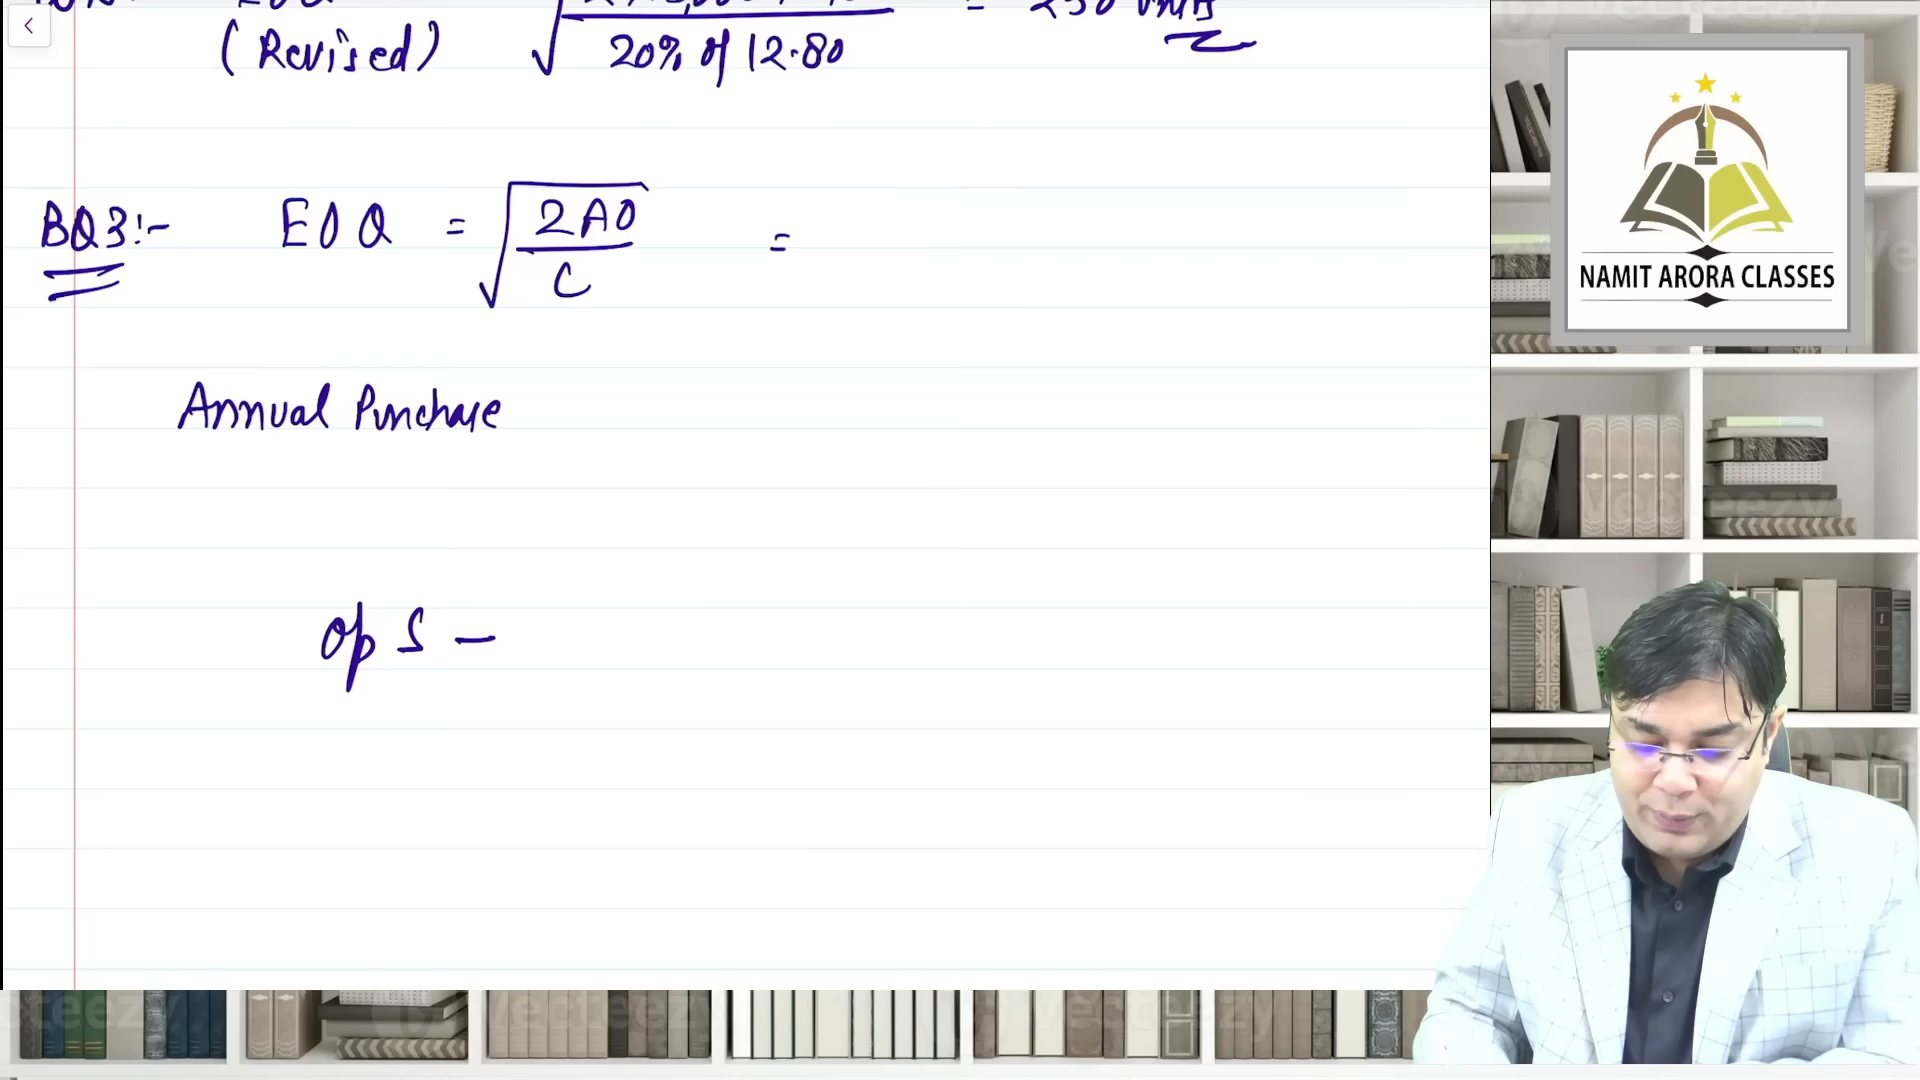 (Revised) 20% of 12.80
BQ3:- EOQ = √ 2AO / C =
Annual Purchase
Op S -
NAMIT ARORA CLASSES